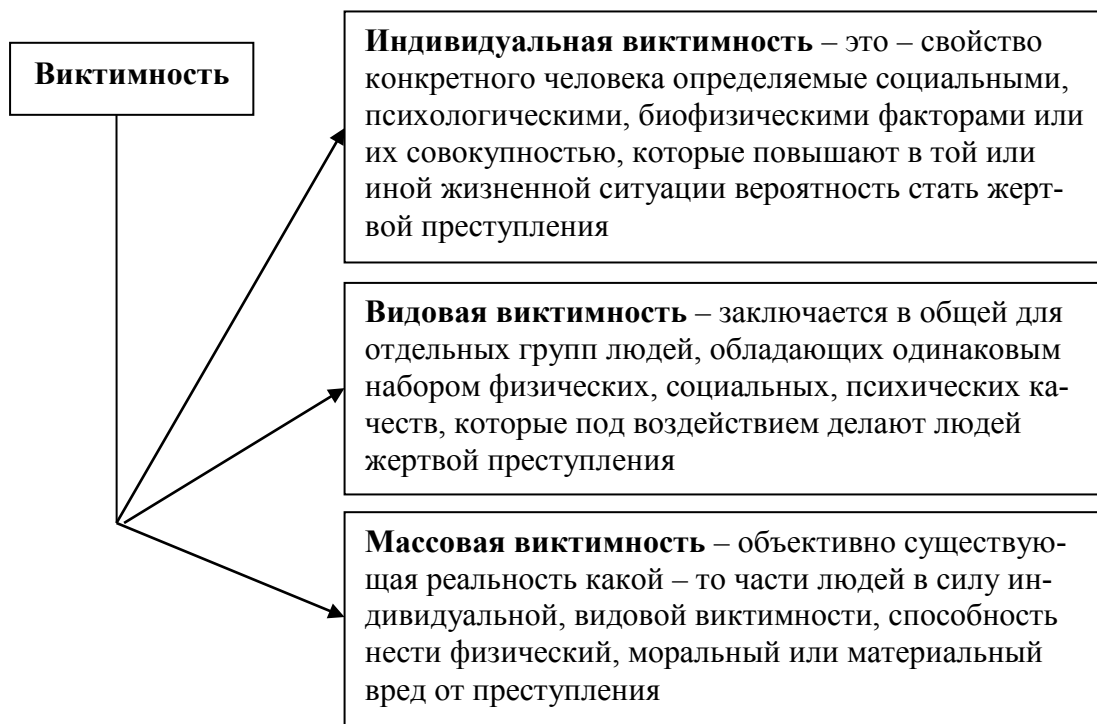 Виктимность
Индивидуальная виктимность – это – свойство
конкретного человека определяемые социальными,
психологическими, биофизическими факторами или
их совокупностью, которые повышают в той или
иной жизненной ситуации вероятность стать жерт-
вой преступления
Видовая виктимность – заключается в общей для
отдельных групп людей, обладающих одинаковым
набором физических, социальных, психических ка-
честв, которые под воздействием делают людей
жертвой преступления
Массовая виктимность – объективно существую-
щая реальность какой – то части людей в силу ин-
дивидуальной, видовой виктимности, способность
нести физический, моральный или материальный
вред от преступления